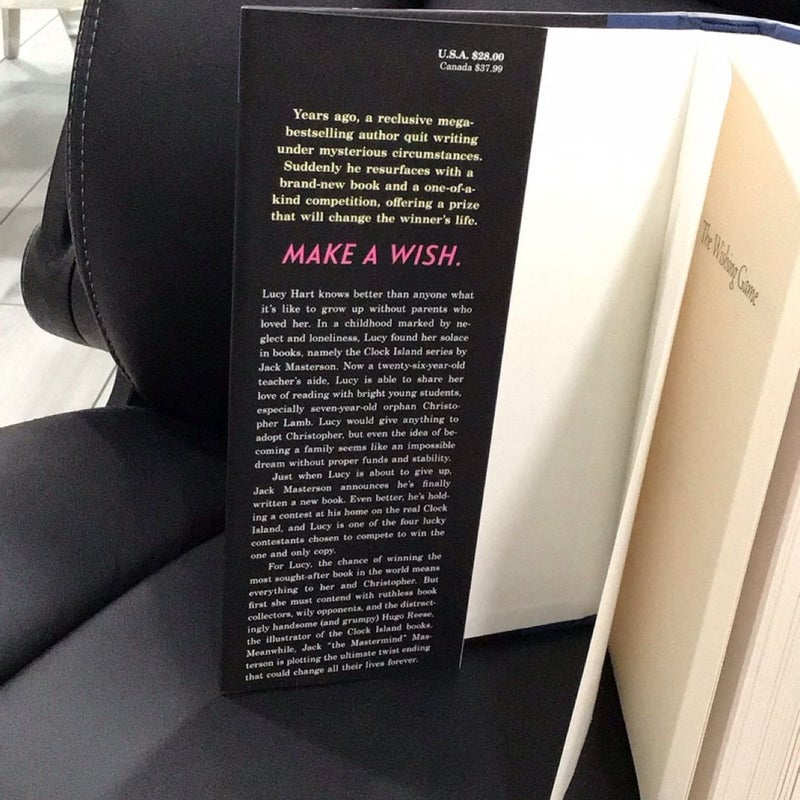 U.S.A. $28.00
Canada $37.99
Years ago, a reclusive mega-
bestselling author quit writing
under mysterious circumstances.
Suddenly he resurfaces with a
brand-new book and a one-of-a-
kind competition, offering a prize
that will change the winner's life.
MAKE A WISH.
Lucy Hart knows better than anyone what
it's like to grow up without parents who
loved her. In a childhood marked by ne-
glect and loneliness, Lucy found her solace
in books, namely the Clock Island series by
Jack Masterson. Now a twenty-six-year-old
teacher's aide, Lucy is able to share her
love of reading with bright young students,
especially seven-year-old orphan Christo-
pher Lamb. Lucy would give anything to
adopt Christopher, but even the idea of be-
coming a family seems like an impossible
dream without proper funds and stability.
Just when Lucy is about to give up,
Jack Masterson announces he's finally
written a new book. Even better, he's hold-
ing a contest at his home on the real Clock
Island, and Lucy is one of the four lucky
contestants chosen to compete to win the
one and only copy.
For Lucy, the chance of winning the
most sought-after book in the world means
everything to her and Christopher. But
first she must contend with ruthless book
collectors, wily opponents, and the distract-
ingly handsome (and grumpy) Hugo Reese,
the illustrator of the Clock Island books.
Meanwhile, Jack "the Mastermind" Mas-
terson is plotting the ultimate twist ending
that could change all their lives forever.
The Wishing Game